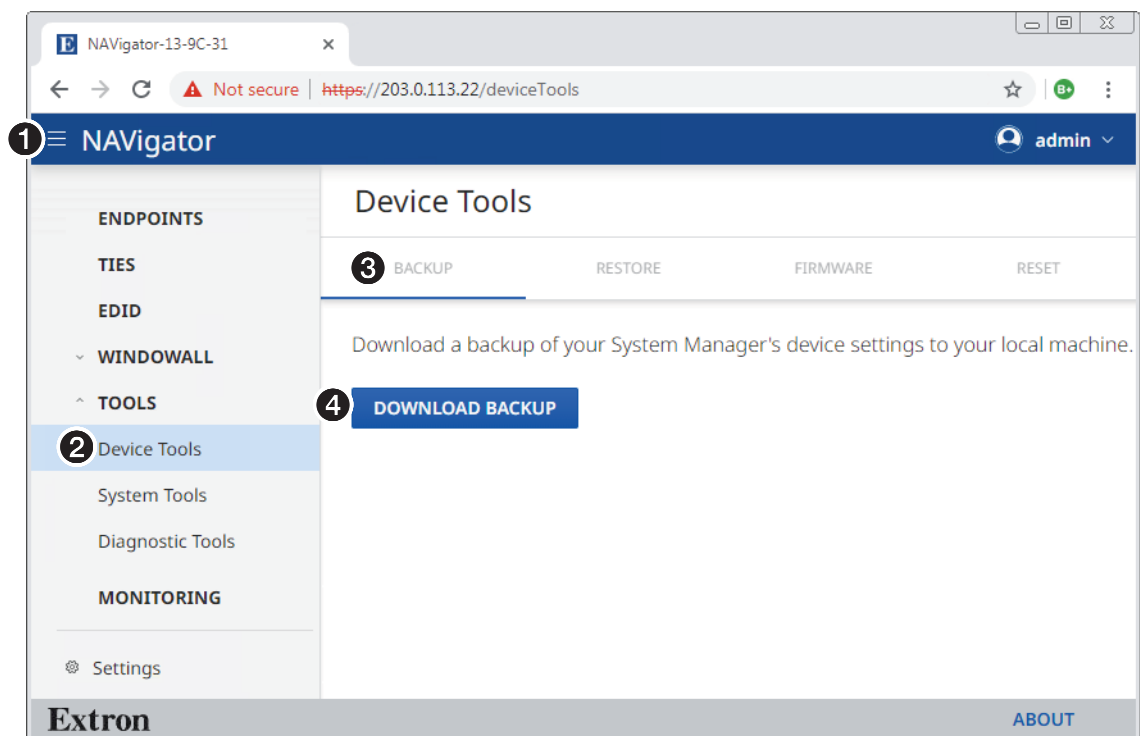 E NAVigator-13-9C-31
Not secure | https://203.0.113.22/deviceTools B+
1 NAVigator admin
Device Tools
ENDPOINTS
TIES
3 BACKUP RESTORE FIRMWARE RESET
EDID
WINDOWALL
Download a backup of your System Manager's device settings to your local machine.
TOOLS
4 DOWNLOAD BACKUP
2 Device Tools
System Tools
Diagnostic Tools
MONITORING
Settings
Extron ABOUT